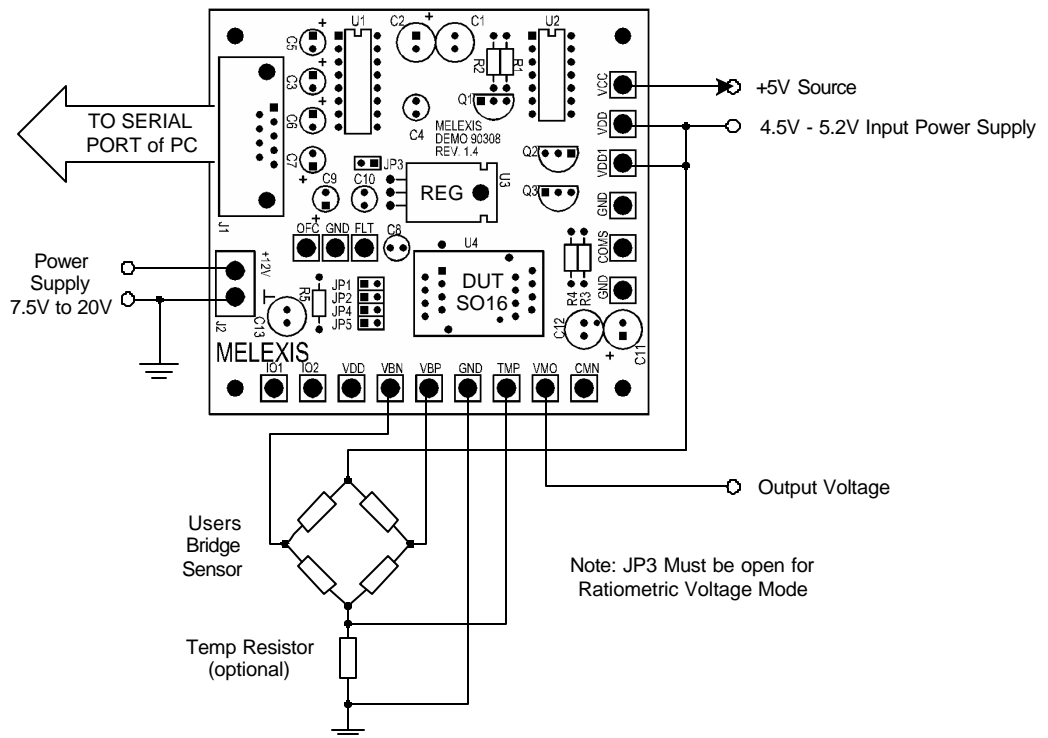 U1
C2
C1
U2
C5
R2
R1
C3
Q1
VCC
+5V Source
C6
C4
VDD
4.5V - 5.2V Input Power Supply
TO SERIAL
PORT of PC
MELEXIS
DEMO 90308
REV. 1.4
Q2
VDD1
C7
JP3
C9
C10
REG
U3
Q3
GND
J1
OFC
GND
FLT
C8
U4
COMS
Power
Supply
7.5V to 20V
+12V
R5
JP1
JP2
JP4
JP5
DUT
SO16
R4
R3
GND
J2
C13
C12
C11
MELEXIS
IO1
IO2
VDD
VBN
VBP
GND
TMP
VMO
CMN
Output Voltage
Users
Bridge
Sensor
Note: JP3 Must be open for
Ratiometric Voltage Mode
Temp Resistor
(optional)